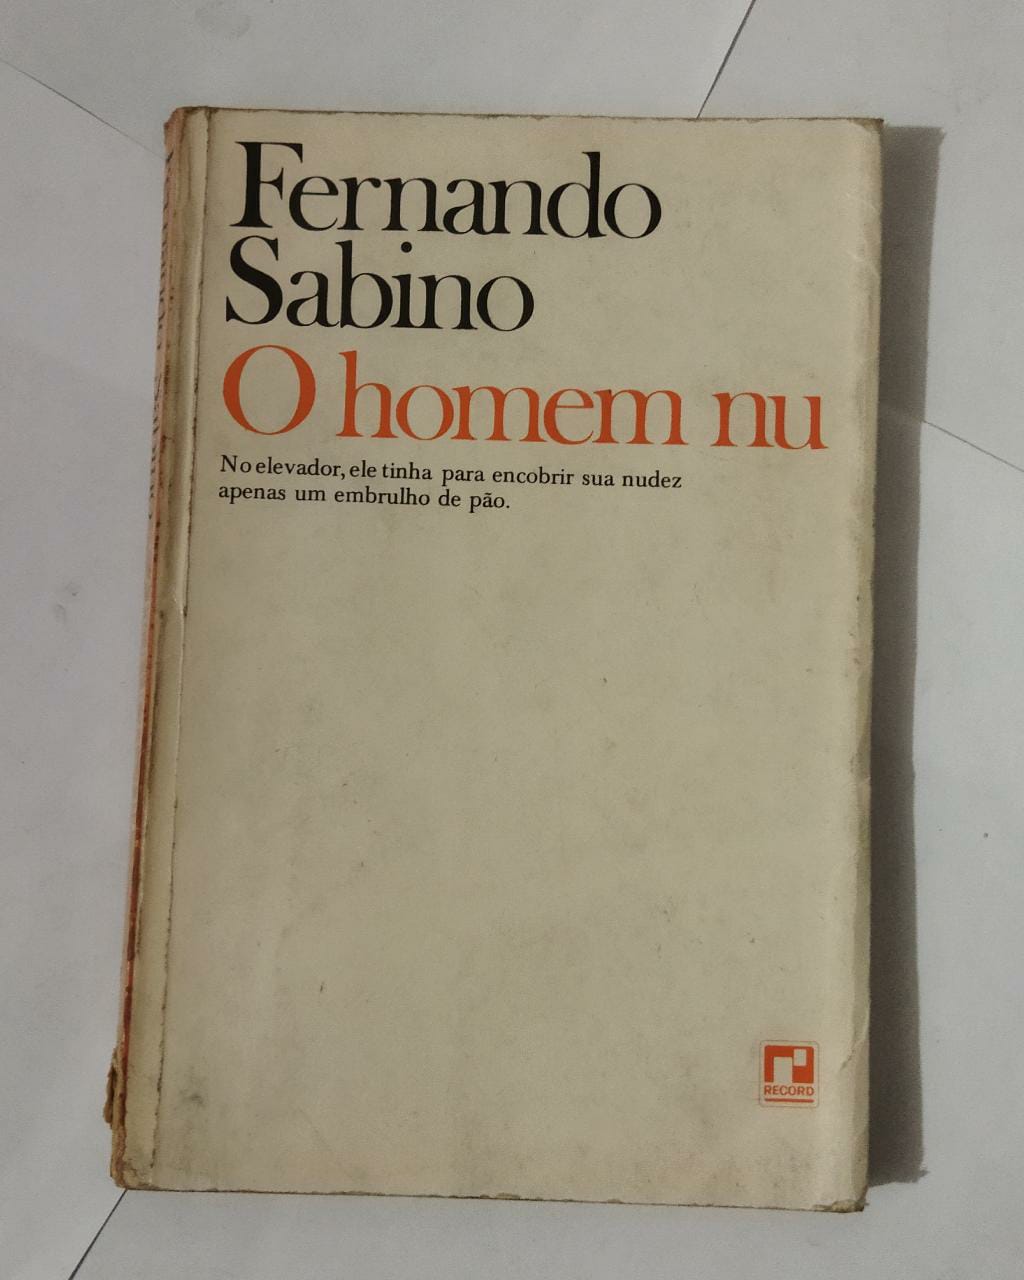 Fernando
Sabino
O homem nu
No elevador, ele tinha para encobrir sua nudez
apenas um embrulho de pão.
RECORD